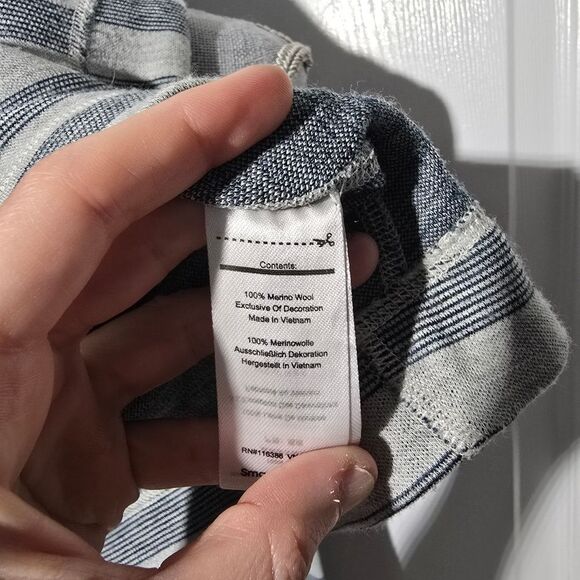 Contents:
100% Merino Wool
Exclusive Of Decoration
Made In Vietnam
100% Merinowolle
Ausschließlich Dekoration
Hergestellt In Vietnam
RN#116386